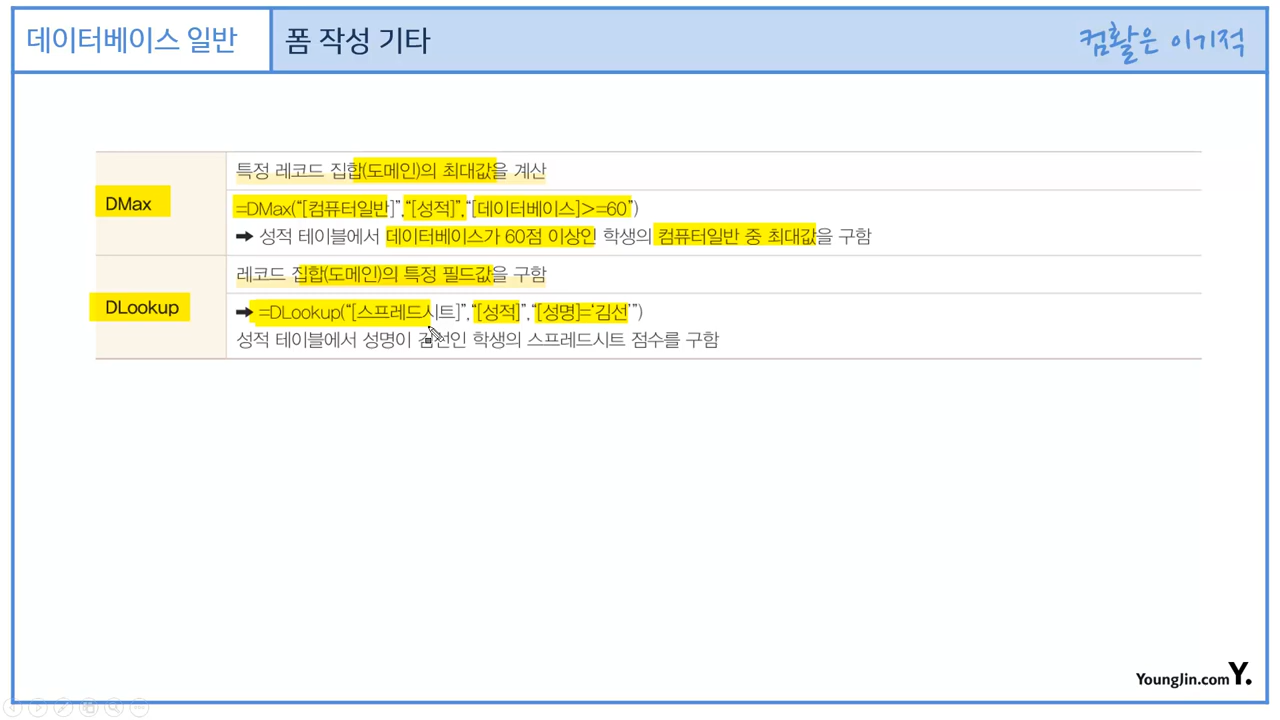 데이터베이스 일반
폼 작성 기타
컴활은 이기적
DMax
특정 레코드 집합(도메인)의 최대값을 계산
=DMax(“[컴퓨터일반]”,“[성적]”,“[데이터베이스]>=60”)
➡ 성적 테이블에서 데이터베이스가 60점 이상인 학생의 컴퓨터일반 중 최대값을 구함
DLookup
레코드 집합(도메인)의 특정 필드값을 구함
➡ =DLookup(“[스프레드시트]”,“[성적]”,“[성명]=‘김선’”)
성적 테이블에서 성명이 김선인 학생의 스프레드시트 점수를 구함
YoungJin.com Y.